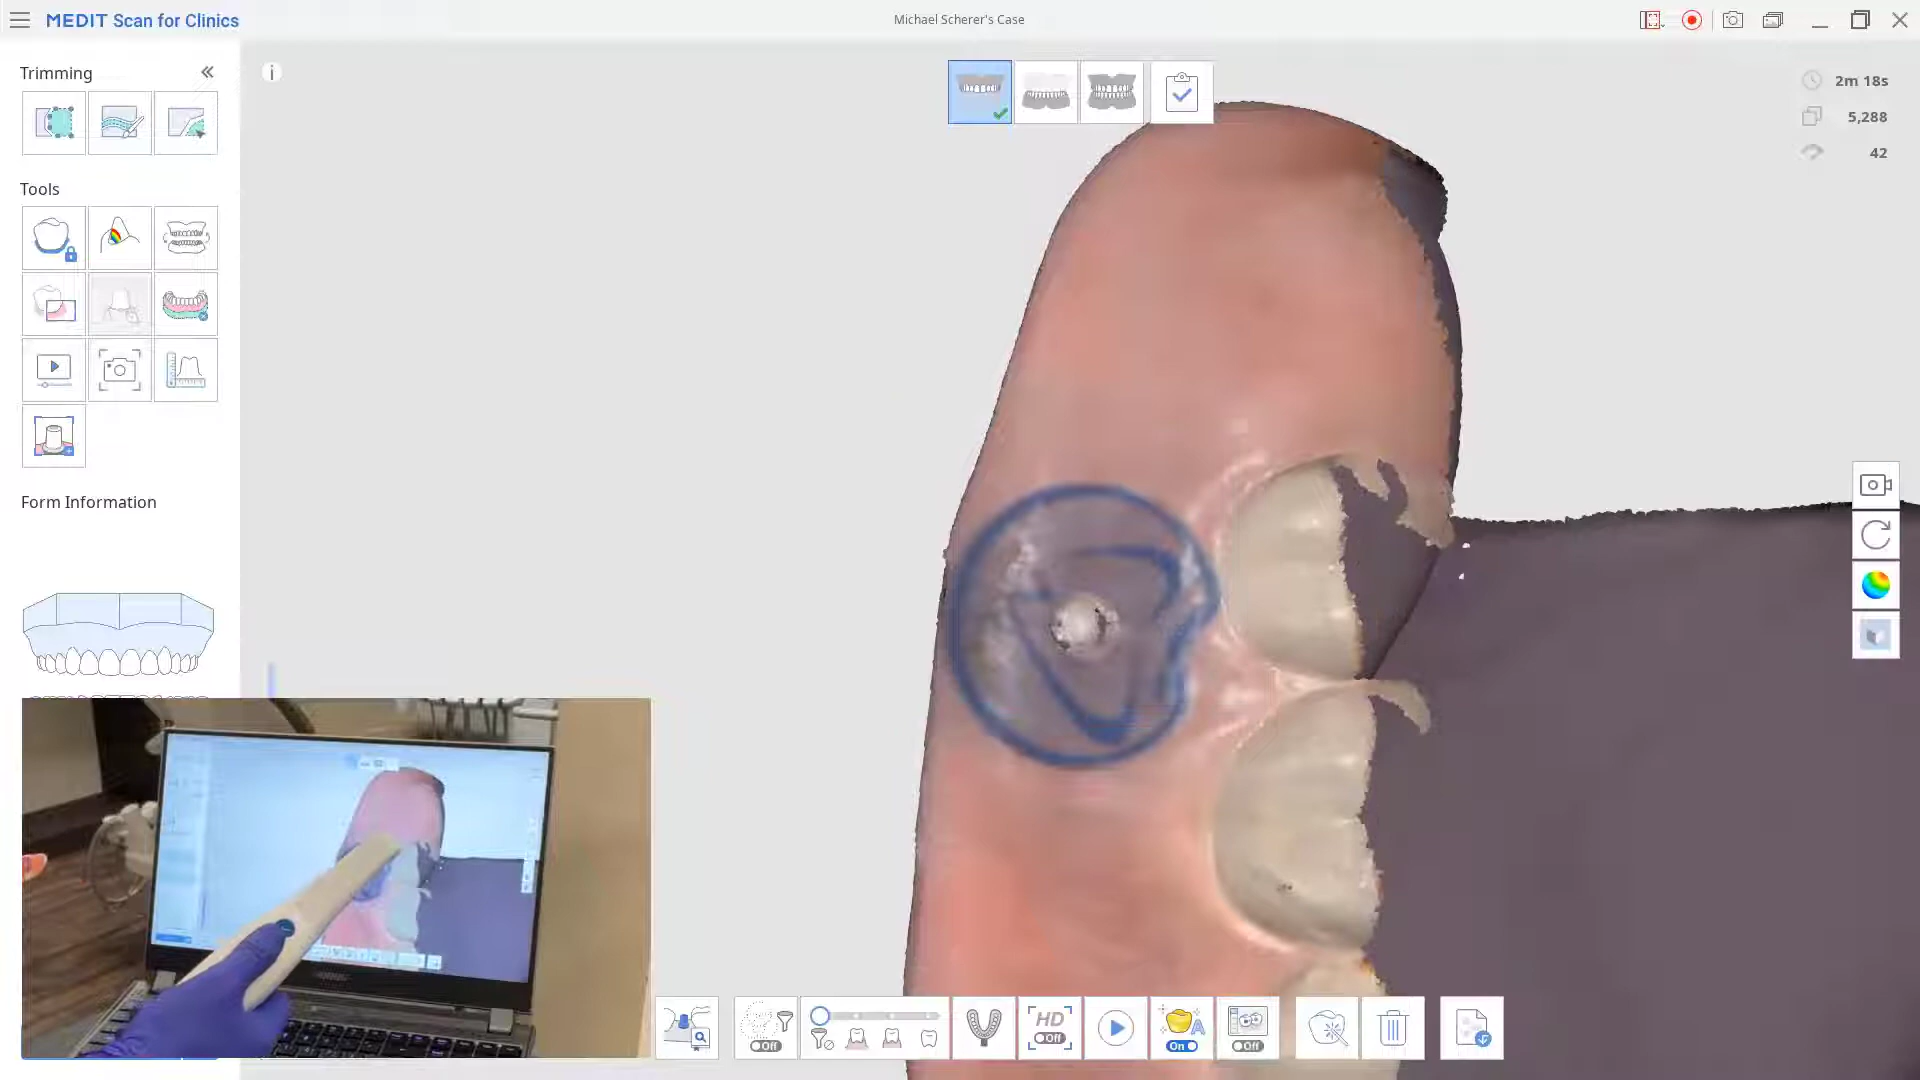 MEDIT Scan for Clinics
Michael Scherer's Case
Trimming
2m 18s
5,288
42
Tools
Form Information
Off
HD
Off
A
On
Off